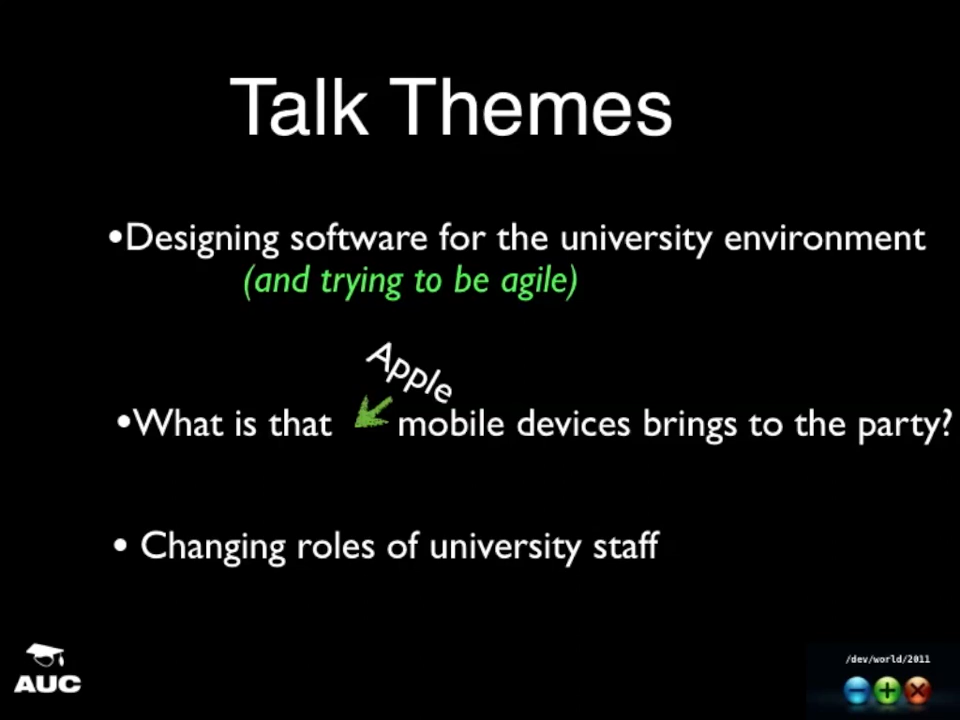 Talk Themes
•Designing software for the university environment
(and trying to be agile)
Apple
•What is that mobile devices brings to the party?
• Changing roles of university staff
AUC
/dev/world/2011